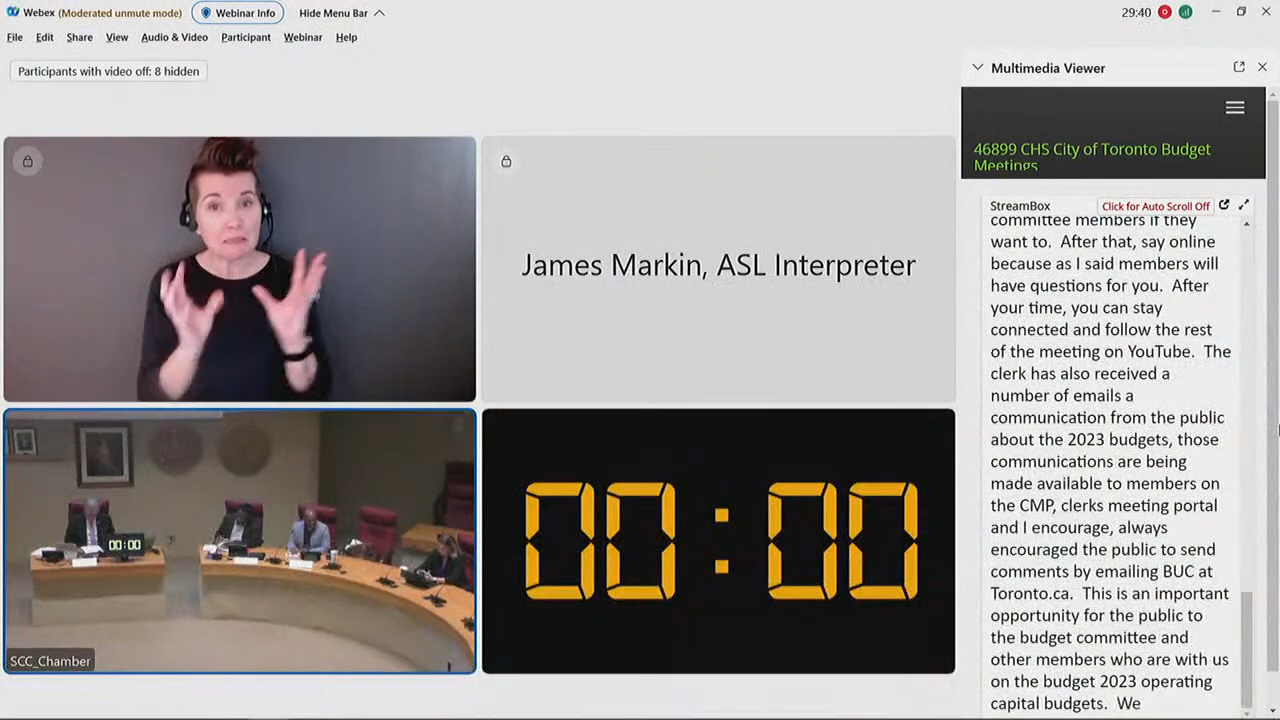 Webex (Moderated unmute mode) Webinar Info Hide Menu Bar 29:40
File Edit Share View Audio & Video Participant Webinar Help
Participants with video off: 8 hidden
James Markin, ASL Interpreter
00:00
SCC_Chamber
00:00
Multimedia Viewer
46899 CHS City of Toronto Budget
Meetings
StreamBox Click for Auto Scroll Off
committee members if they
want to. After that, say online
because as I said members will
have questions for you. After
your time, you can stay
connected and follow the rest
of the meeting on YouTube. The
clerk has also received a
number of emails a
communication from the public
about the 2023 budgets, those
communications are being
made available to members on
the CMP, clerks meeting portal
and I encourage, always
encouraged the public to send
comments by emailing BUC at
Toronto.ca. This is an important
opportunity for the public to
the budget committee and
other members who are with us
on the budget 2023 operating
capital budgets. We